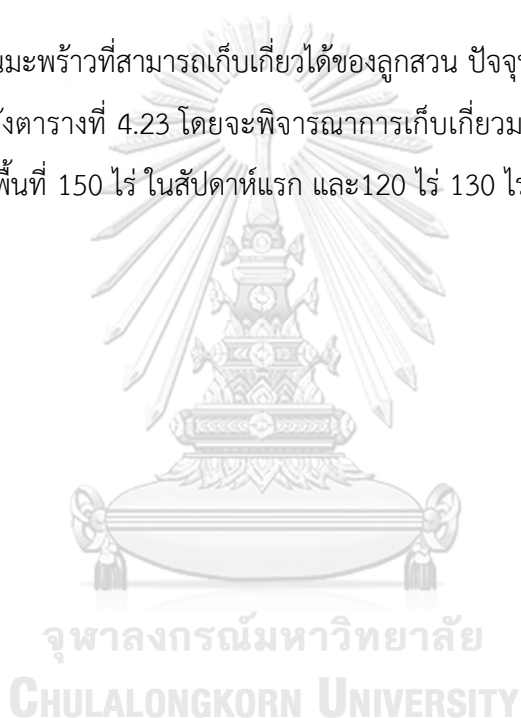 นมะพร้าวที่สามารถเก็บเกี่ยวได้ของลูกสวน ปัจจุ
ังตารางที่ 4.23 โดยจะพิจารณาการเก็บเกี่ยวม
พื้นที่ 150 ไร่ ในสัปดาห์แรก และ120 ไร่ 130 ไร
จุฬาลงกรณ์มหาวิทยาลัย
CHULALONGKORN UNIVERSITY